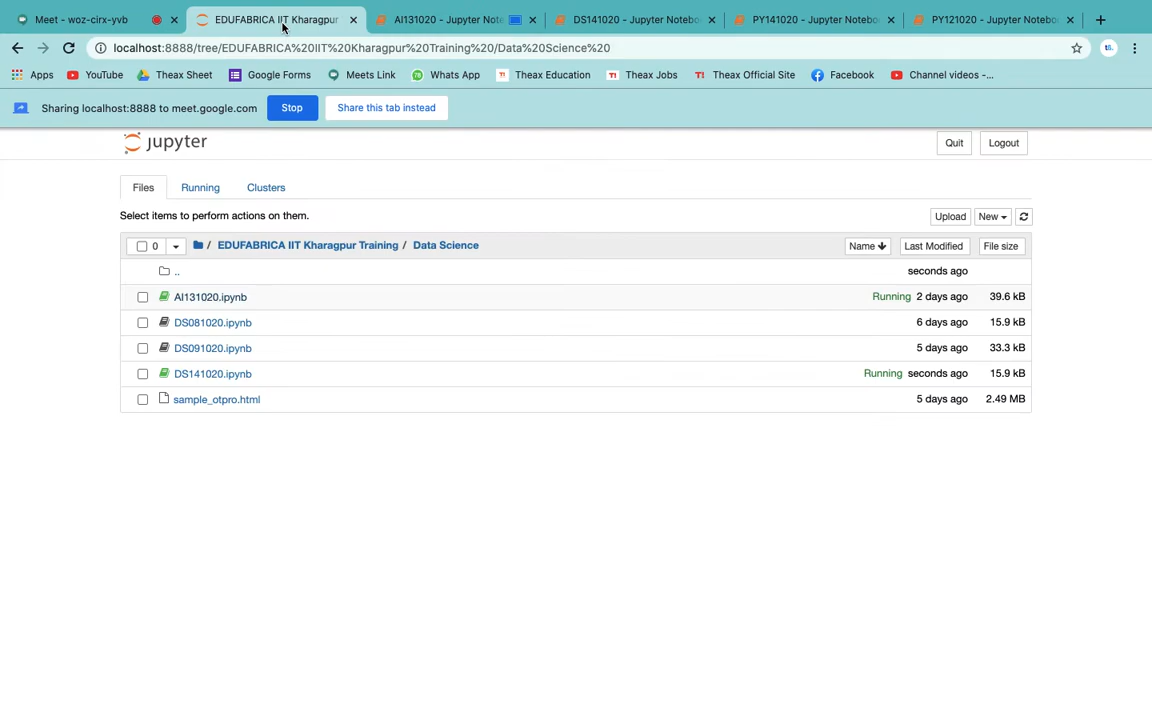 Meet - woz-cirx-yvb
EDUFABRICA IIT Kharagpur
AI131020 - Jupyter Note
DS141020 - Jupyter Notebo
PY141020 - Jupyter Notebo
PY121020 - Jupyter Notebo
localhost:8888/tree/EDUFABRICA%20IIT%20Kharagpur%20Training%20/Data%20Science%20
t8.
Apps YouTube Theax Sheet Google Forms Meets Link Whats App Theax Education Theax Jobs Theax Official Site Facebook Channel videos -...
Sharing localhost:8888 to meet.google.com Stop Share this tab instead
jupyter Quit Logout
Files Running Clusters
Select items to perform actions on them. Upload New
0 / EDUFABRICA IIT Kharagpur Training / Data Science Name Last Modified File size
.. seconds ago
AI131020.ipynb Running 2 days ago 39.6 kB
DS081020.ipynb 6 days ago 15.9 kB
DS091020.ipynb 5 days ago 33.3 kB
DS141020.ipynb Running seconds ago 15.9 kB
sample_otpro.html 5 days ago 2.49 MB